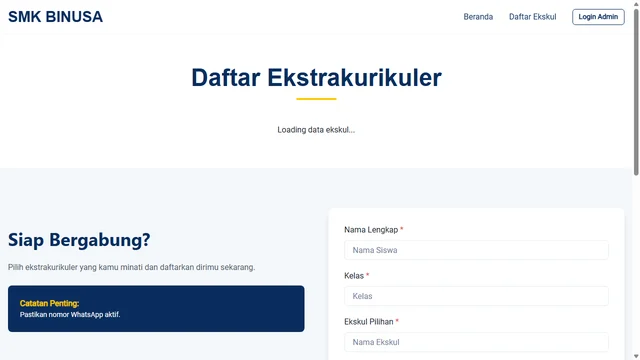 SMK BINUSA
Beranda
Daftar Ekskul
Login Admin
Daftar Ekstrakurikuler
Loading data ekskul...
Siap Bergabung?
Pilih ekstrakurikuler yang kamu minati dan daftarkan dirimu sekarang.
Catatan Penting:
Pastikan nomor WhatsApp aktif.
Nama Lengkap *
Nama Siswa
Kelas *
Kelas
Ekskul Pilihan *
Nama Ekskul